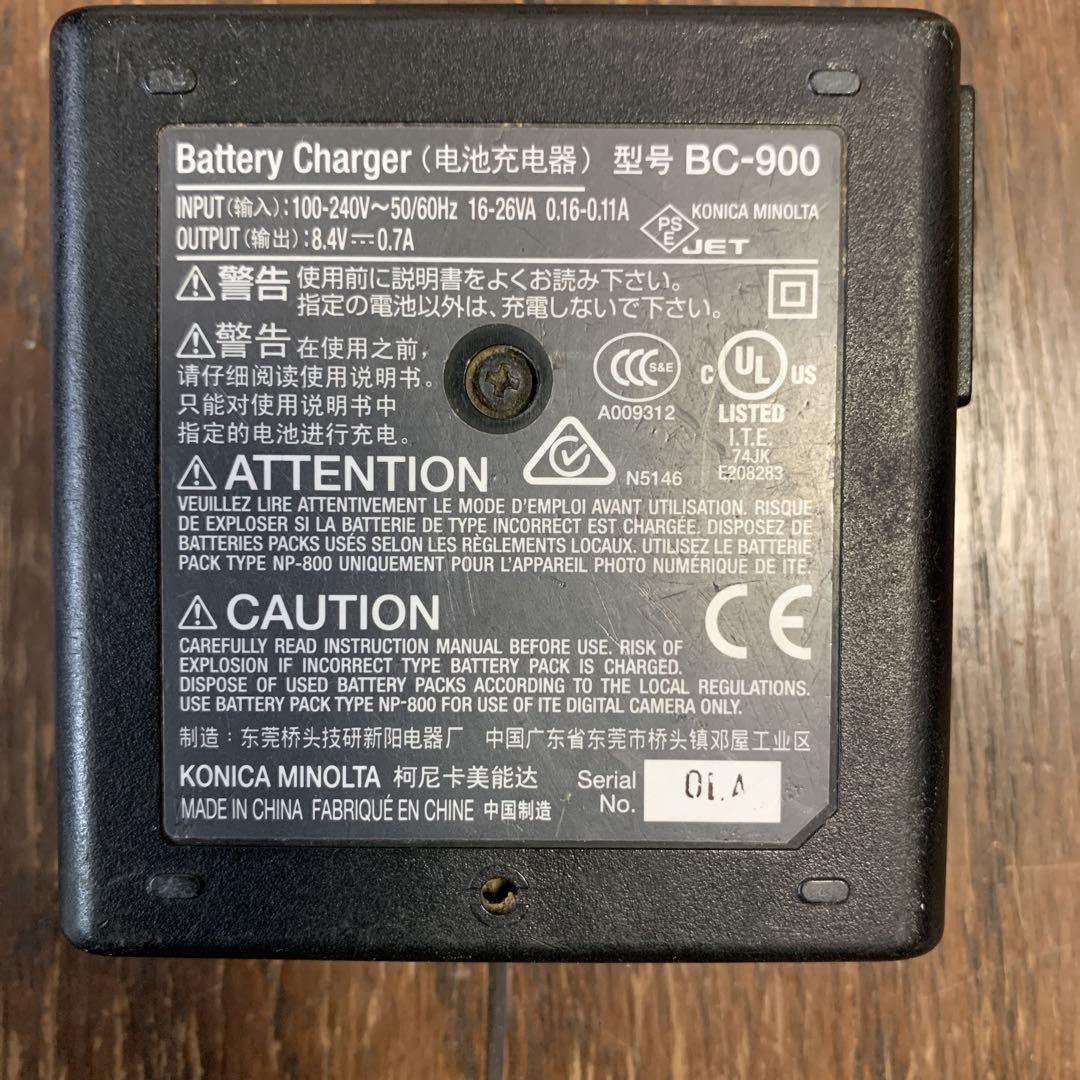 Battery Charger (电池充电器) 型号 BC-900
INPUT (输入): 100-240V～50/60Hz 16-26VA 0.16-0.11A
OUTPUT (输出): 8.4V⎓0.7A
PSE JET KONICA MINOLTA
警告 使用前に説明書をよくお読み下さい。
指定の電池以外は、充電しないで下さい。
警告 在使用之前，
请仔细阅读使用说明书。
只能对使用说明书中
指定的电池进行充电。
CCC S&E
A009312
C UL US
LISTED
I.T.E.
74JK
E208283
N5146
ATTENTION
VEUILLEZ LIRE ATTENTIVEMENT LE MODE D'EMPLOI AVANT UTILISATION. RISQUE
DE EXPLOSER SI LA BATTERIE DE TYPE INCORRECT EST CHARGÉE. DISPOSEZ DE
BATTERIES PACKS USÉS SELON LES RÈGLEMENTS LOCAUX. UTILISEZ LE BATTERIE
PACK TYPE NP-800 UNIQUEMENT POUR L'APPAREIL PHOTO NUMÉRIQUE DE ITE.
CAUTION
CE
CAREFULLY READ INSTRUCTION MANUAL BEFORE USE. RISK OF
EXPLOSION IF INCORRECT TYPE BATTERY PACK IS CHARGED.
DISPOSE OF USED BATTERY PACKS ACCORDING TO THE LOCAL REGULATIONS.
USE BATTERY PACK TYPE NP-800 FOR USE OF ITE DIGITAL CAMERA ONLY.
制造：东莞桥头技研新阳电器厂 中国广东省东莞市桥头镇邓屋工业区
KONICA MINOLTA 柯尼卡美能达
MADE IN CHINA FABRIQUÉ EN CHINE 中国制造
Serial
No.